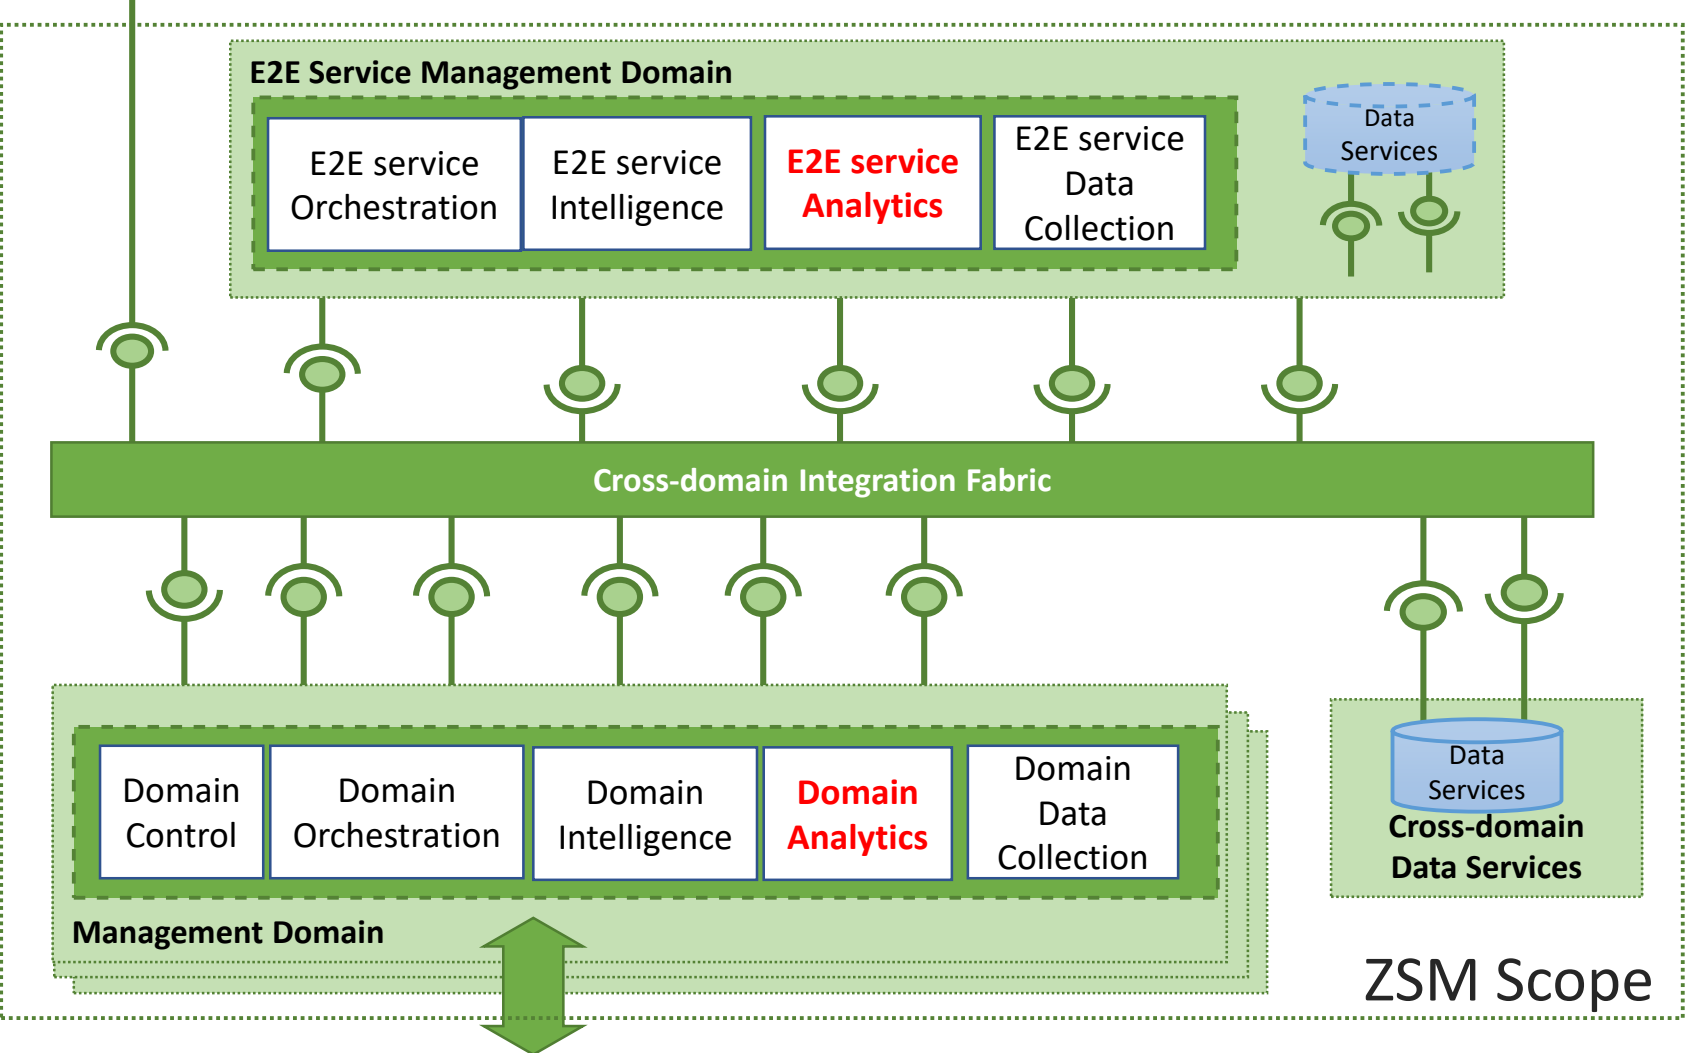 E2E Service Management Domain
E2E service
Orchestration
E2E service
Intelligence
E2E service
Analytics
E2E service
Data
Collection
Data
Services
Cross-domain Integration Fabric
Domain
Control
Domain
Orchestration
Domain
Intelligence
Domain
Analytics
Domain
Data
Collection
Management Domain
Data
Services
Cross-domain
Data Services
ZSM Scope